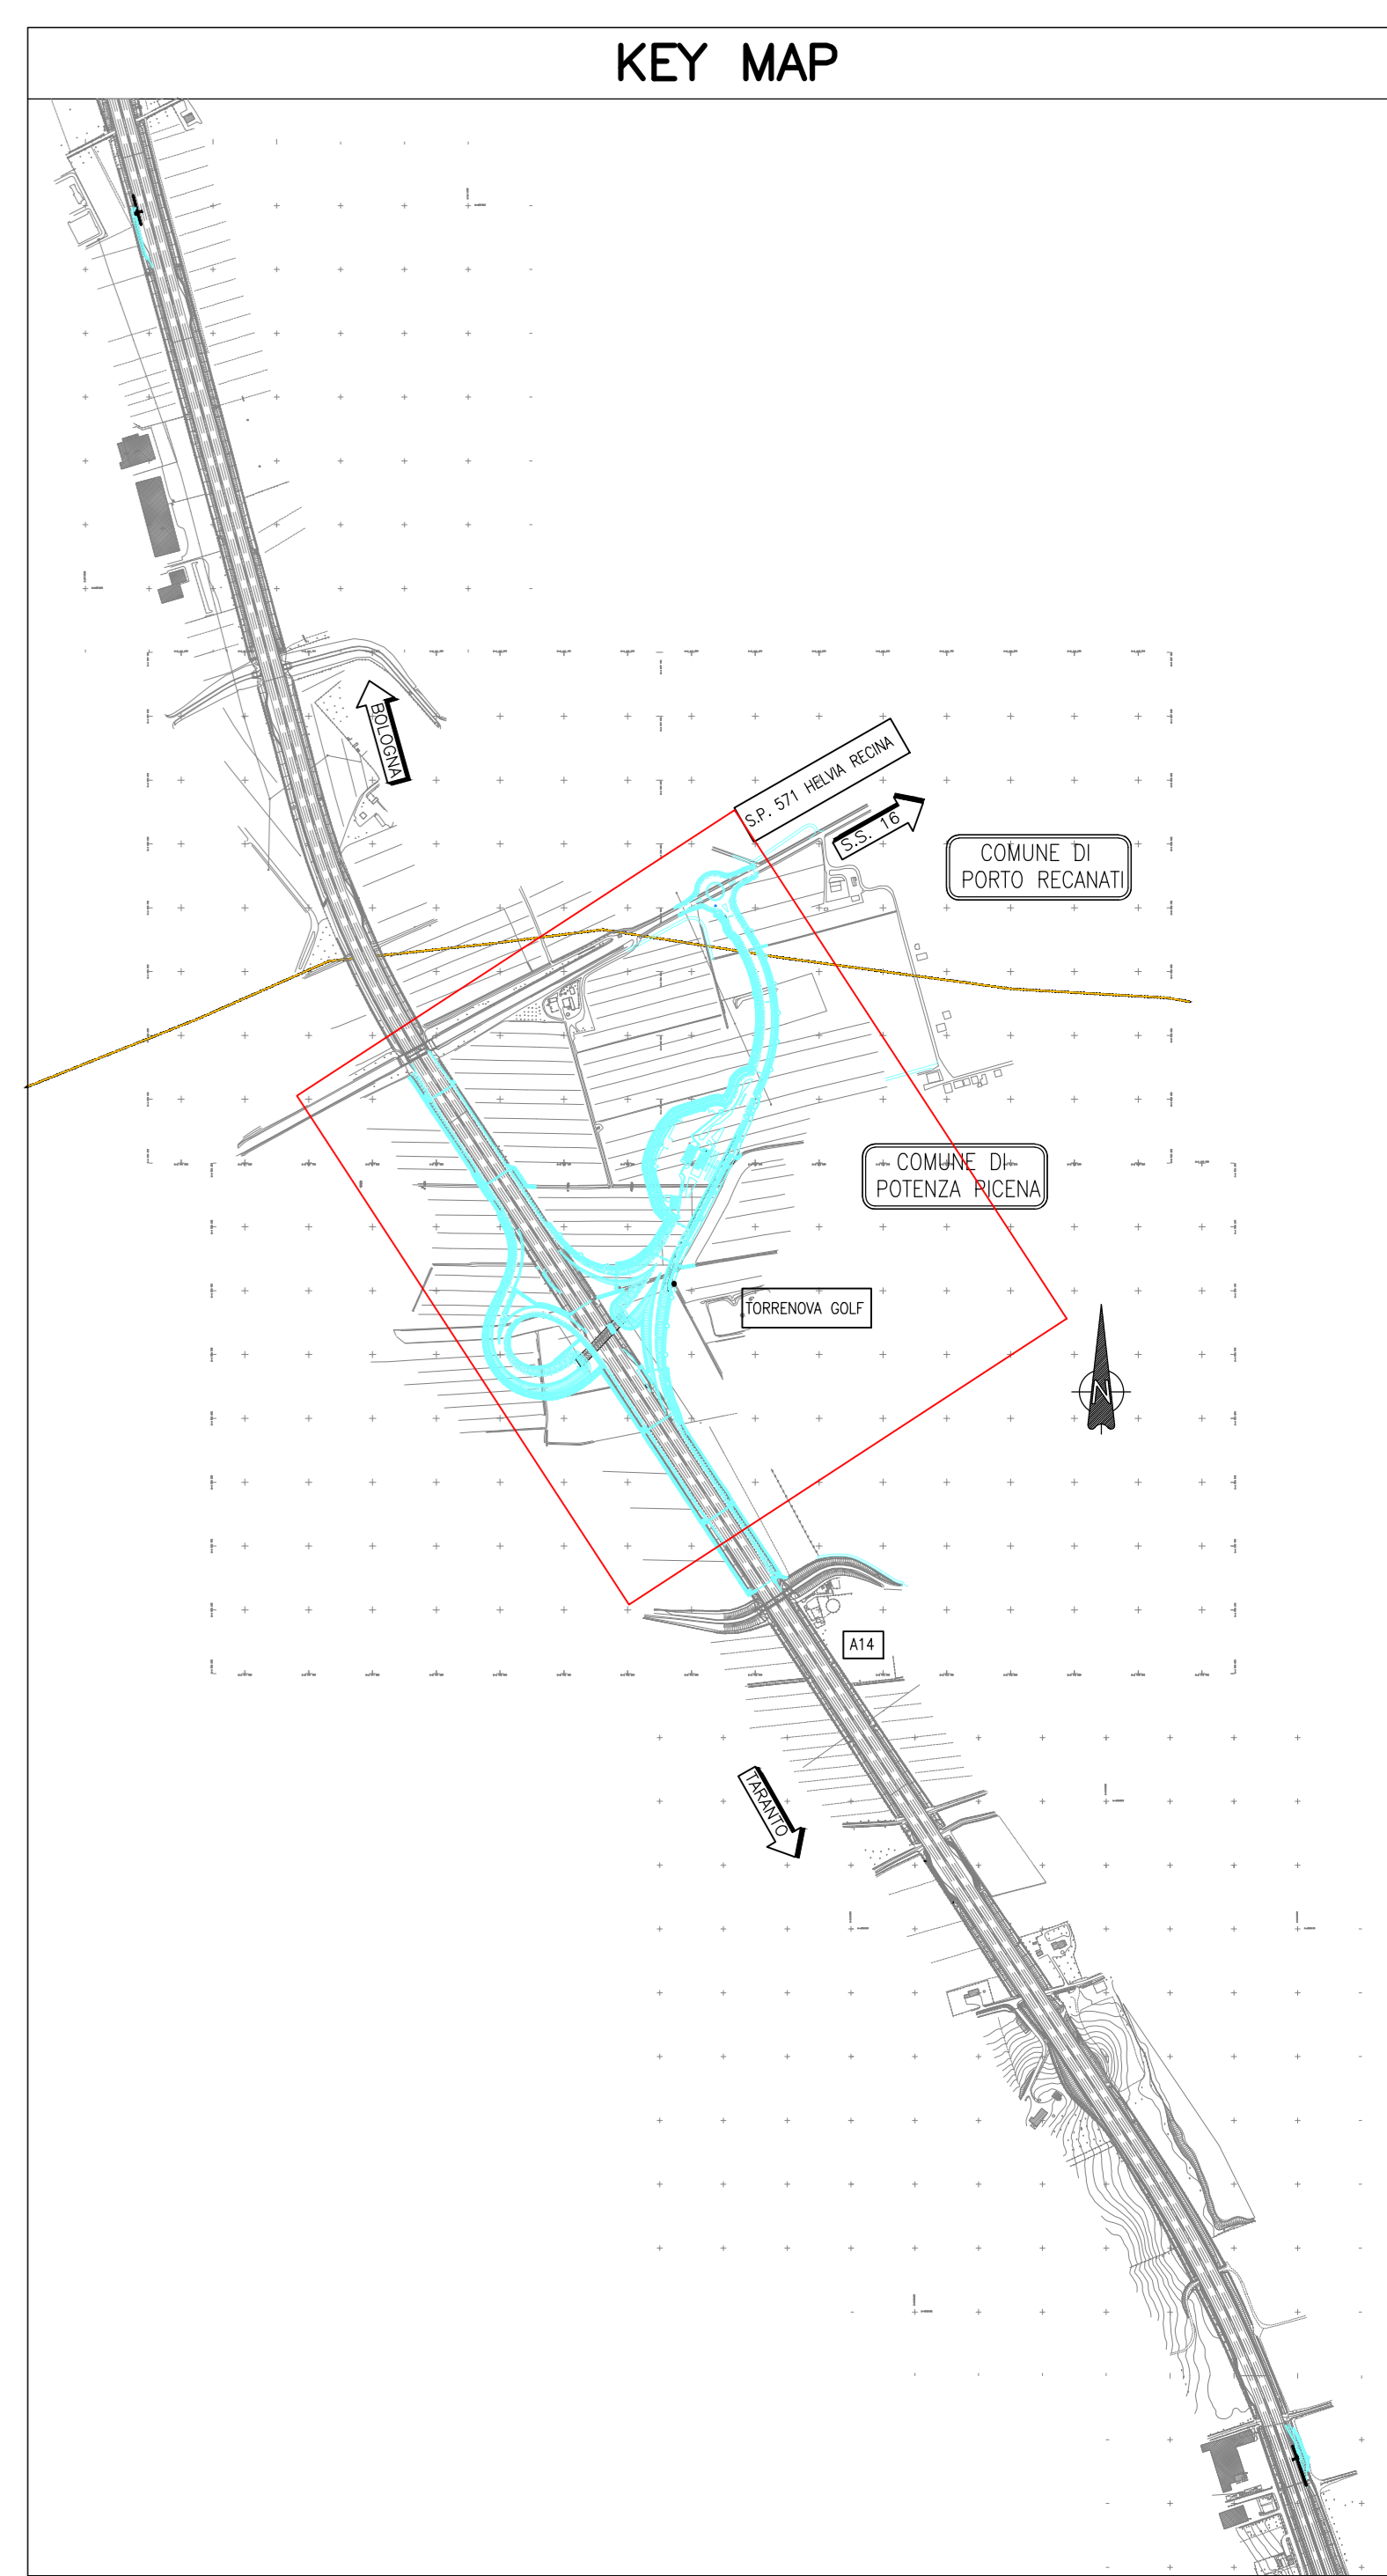 KEY MAP
BOLOGNA
S.P. 571 HELVIA RECINA
S.S. 16
COMUNE DI
PORTO RECANATI
COMUNE DI
POTENZA PICENA
TORRENOVA GOLF
N
A14
TARANTO